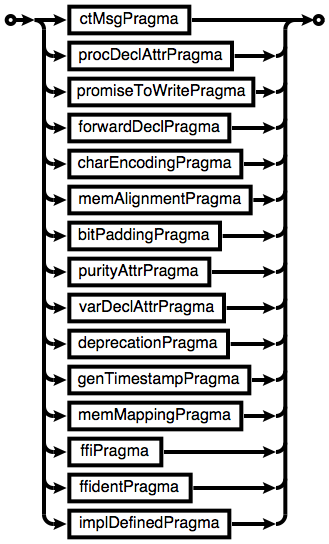 ctMsgPragma
procDeclAttrPragma
promiseToWritePragma
forwardDeclPragma
charEncodingPragma
memAlignmentPragma
bitPaddingPragma
purityAttrPragma
varDeclAttrPragma
deprecationPragma
genTimestampPragma
memMappingPragma
ffiPragma
ffidentPragma
implDefinedPragma